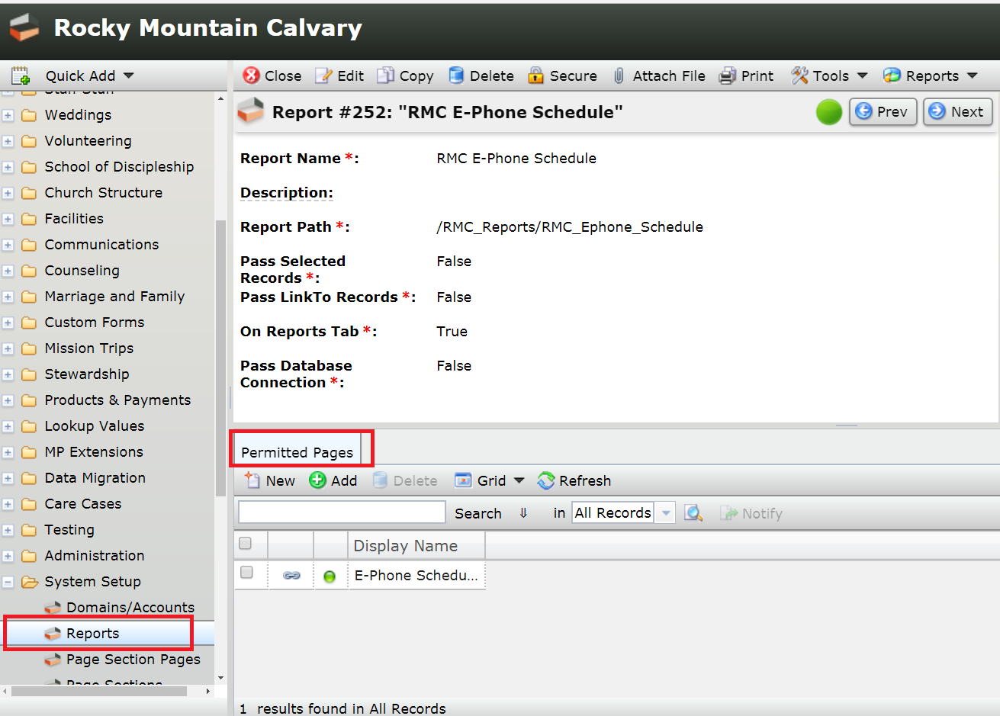 Rocky Mountain Calvary
Quick Add
Close Edit Copy Delete Secure Attach File Print Tools Reports
Staff Stuff
Weddings
Volunteering
School of Discipleship
Church Structure
Facilities
Communications
Counseling
Marriage and Family
Custom Forms
Mission Trips
Stewardship
Products & Payments
Lookup Values
MP Extensions
Data Migration
Care Cases
Testing
Administration
System Setup
Domains/Accounts
Reports
Page Section Pages
Page Sections
Report #252: "RMC E-Phone Schedule"
Prev Next
Report Name *: RMC E-Phone Schedule
Description:
Report Path *: /RMC_Reports/RMC_Ephone_Schedule
Pass Selected False
Records *:
Pass LinkTo Records *: False
On Reports Tab *: True
Pass Database False
Connection *:
Permitted Pages
New Add Delete Grid Refresh
Search ⇓ in All Records Notify
Display Name
E-Phone Schedu...
1 results found in All Records